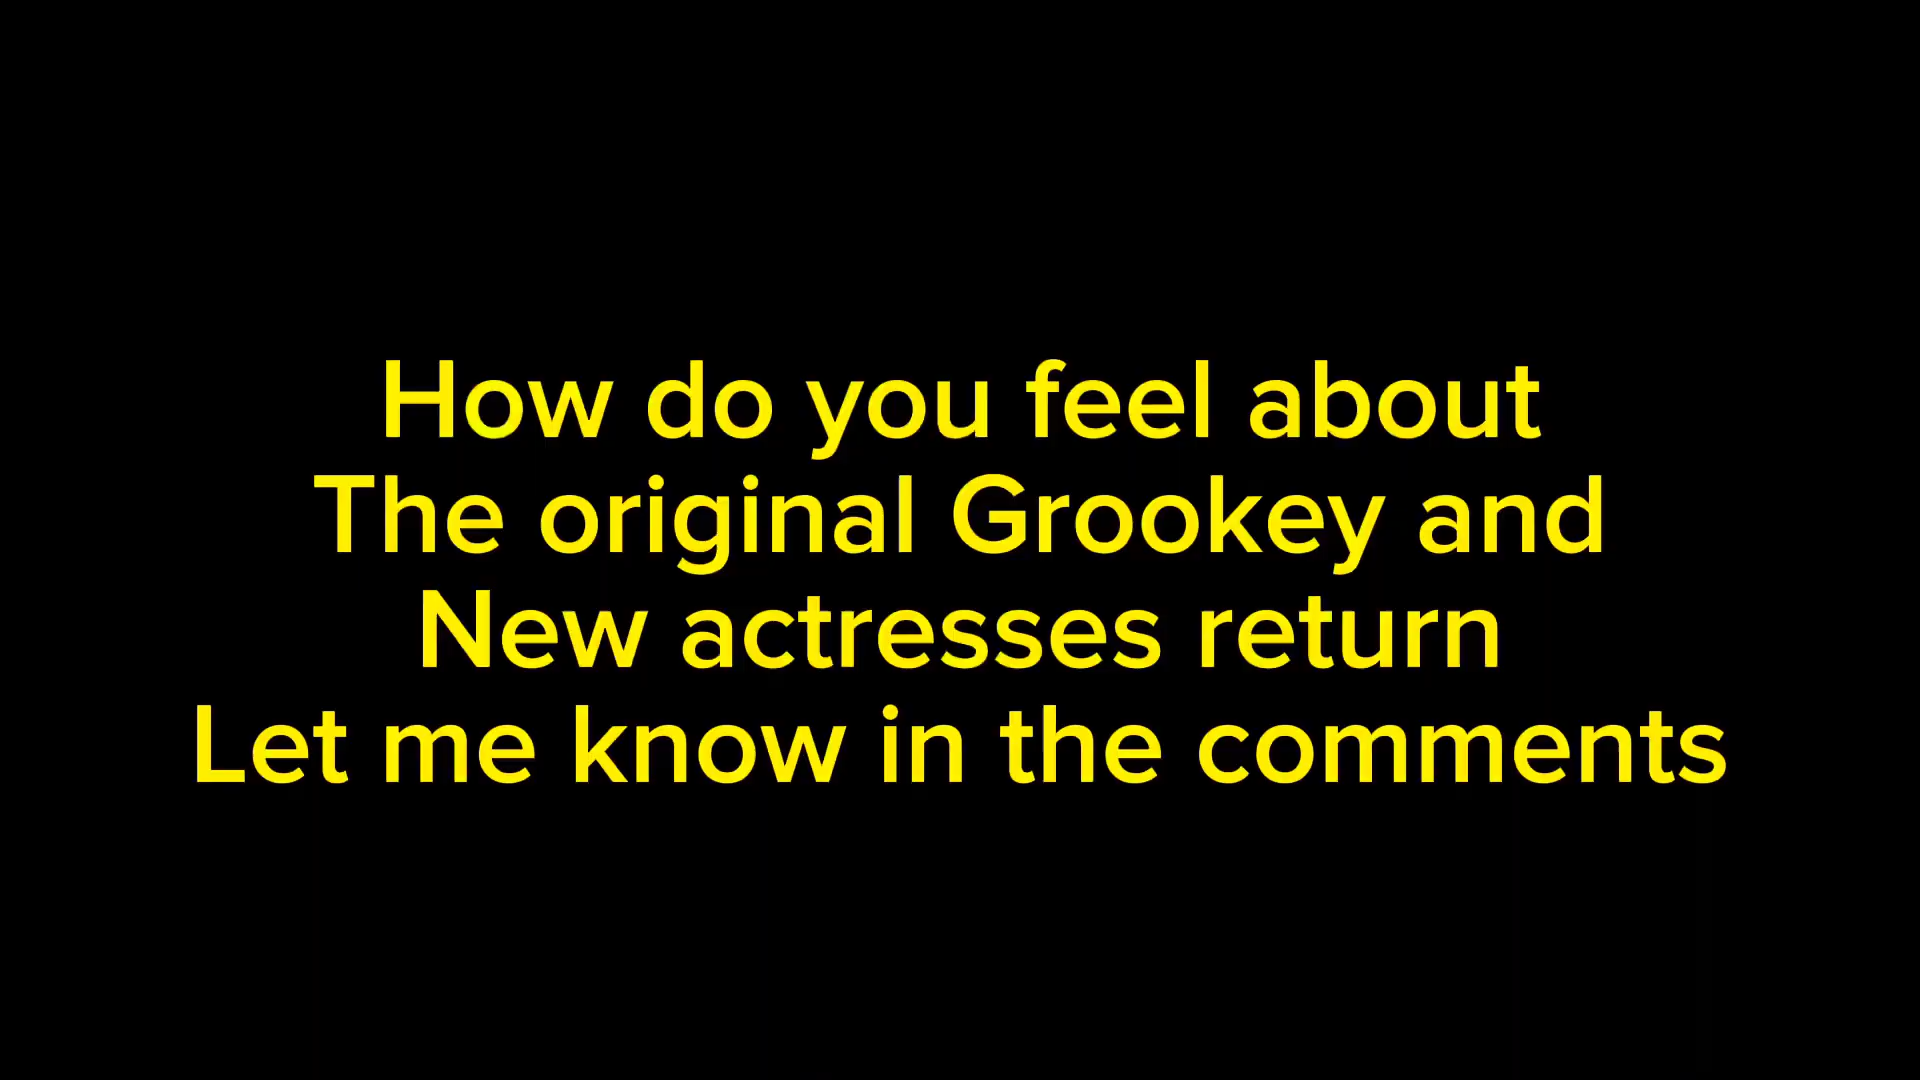 How do you feel about
The original Grookey and
New actresses return
Let me know in the comments